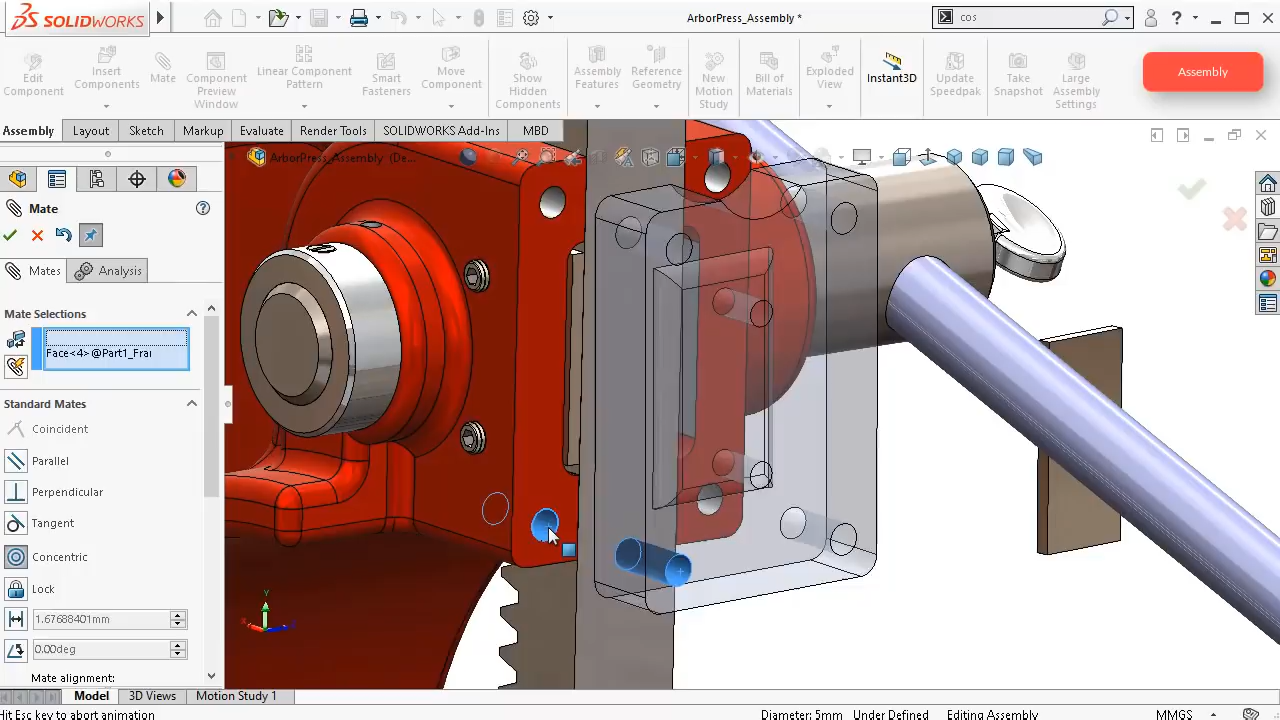 SOLIDWORKS
ArborPress_Assembly *
cos
Edit Component
Insert Components
Mate
Component Preview Window
Linear Component Pattern
Smart Fasteners
Move Component
Show Hidden Components
Assembly Features
Reference Geometry
New Motion Study
Bill of Materials
Exploded View
Instant3D
Update Speedpak
Take Snapshot
Large Assembly Settings
Assembly
Assembly Layout Sketch Markup Evaluate Render Tools SOLIDWORKS Add-Ins MBD
ArborPress_Assembly (De...
Mate
Mates Analysis
Mate Selections
Face<4>@Part1_Frai
Standard Mates
Coincident
Parallel
Perpendicular
Tangent
Concentric
Lock
1.67688401mm
0.00deg
Mate alignment:
Y
Model 3D Views Motion Study 1
Hit Esc key to abort animation
Diameter: 5mm Under Defined Editing Assembly MMGS